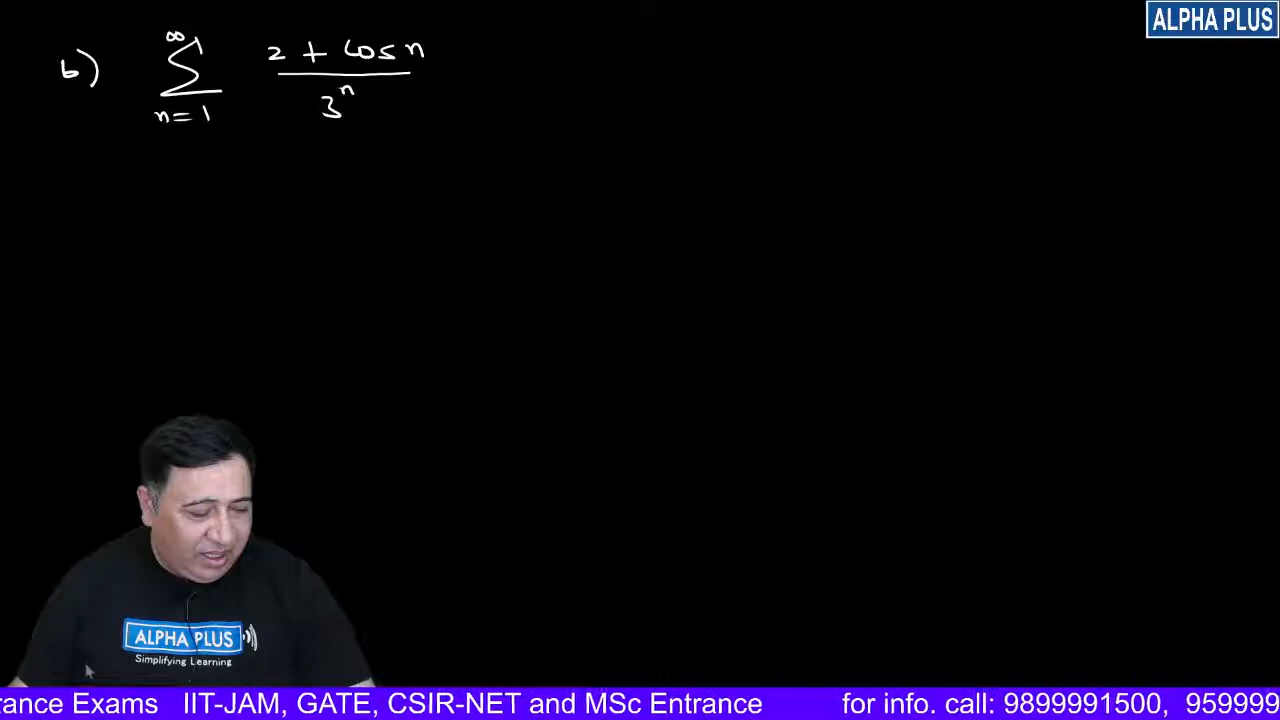 ALPHA PLUS
b) ∞ ∑ n=1 2 + cos n / 3^n
ALPHA PLUS
Simplifying Learning
rance Exams IIT-JAM, GATE, CSIR-NET and MSc Entrance for info. call: 9899991500, 959999